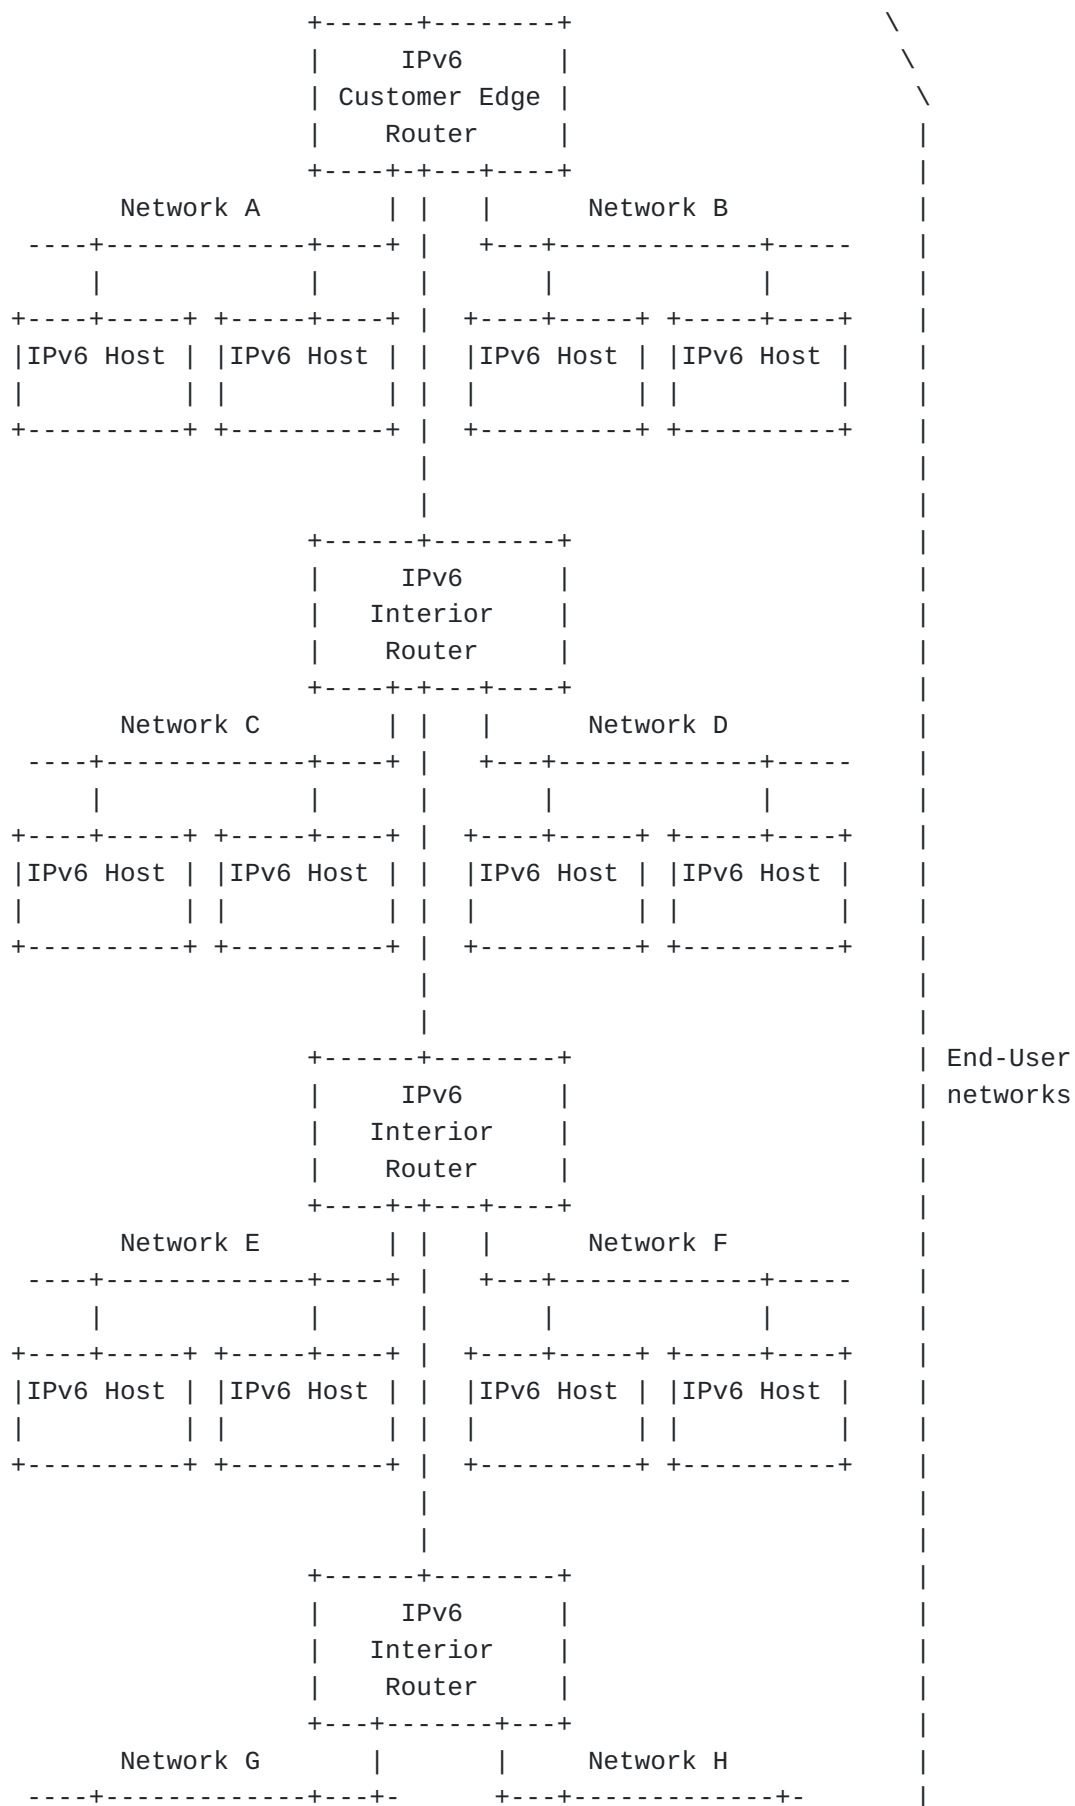 IPv6
Customer Edge
Router
Network A Network B
IPv6 Host IPv6 Host IPv6 Host IPv6 Host
IPv6
Interior
Router
Network C Network D
IPv6 Host IPv6 Host IPv6 Host IPv6 Host
End-User
IPv6 networks
Interior
Router
Network E Network F
IPv6 Host IPv6 Host IPv6 Host IPv6 Host
IPv6
Interior
Router
Network G Network H